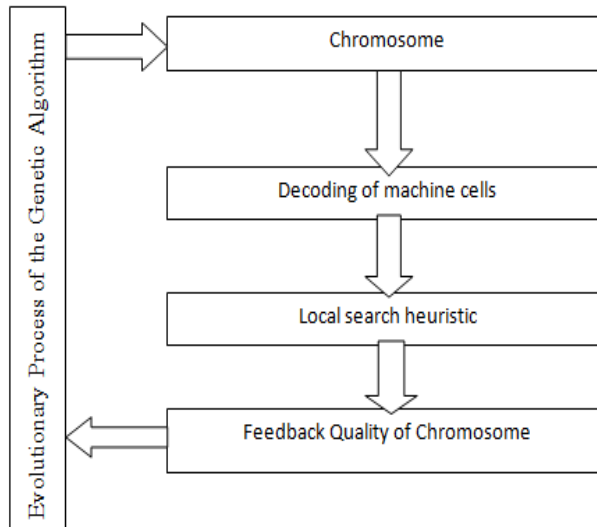 Evolutionary Process of the Genetic Algorithm
Chromosome
Decoding of machine cells
Local search heuristic
Feedback Quality of Chromosome